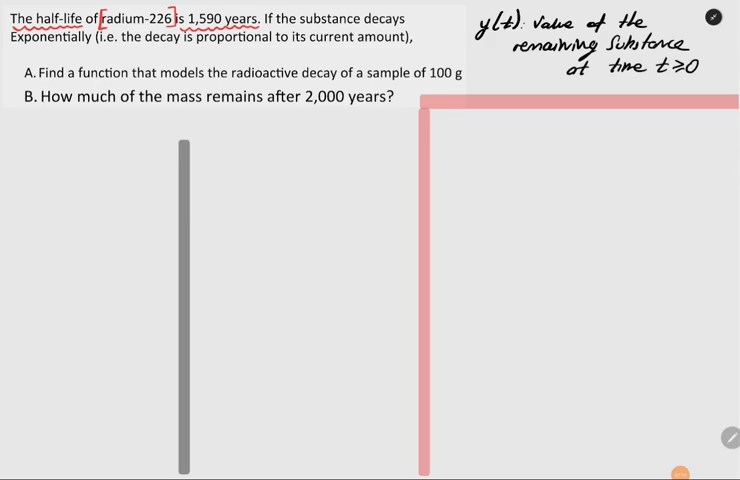 The half-life of [radium-226] is 1,590 years. If the substance decays
Exponentially (i.e. the decay is proportional to its current amount),
A. Find a function that models the radioactive decay of a sample of 100 g
B. How much of the mass remains after 2,000 years?
y(t): value of the
remaining substance
at time t≥0